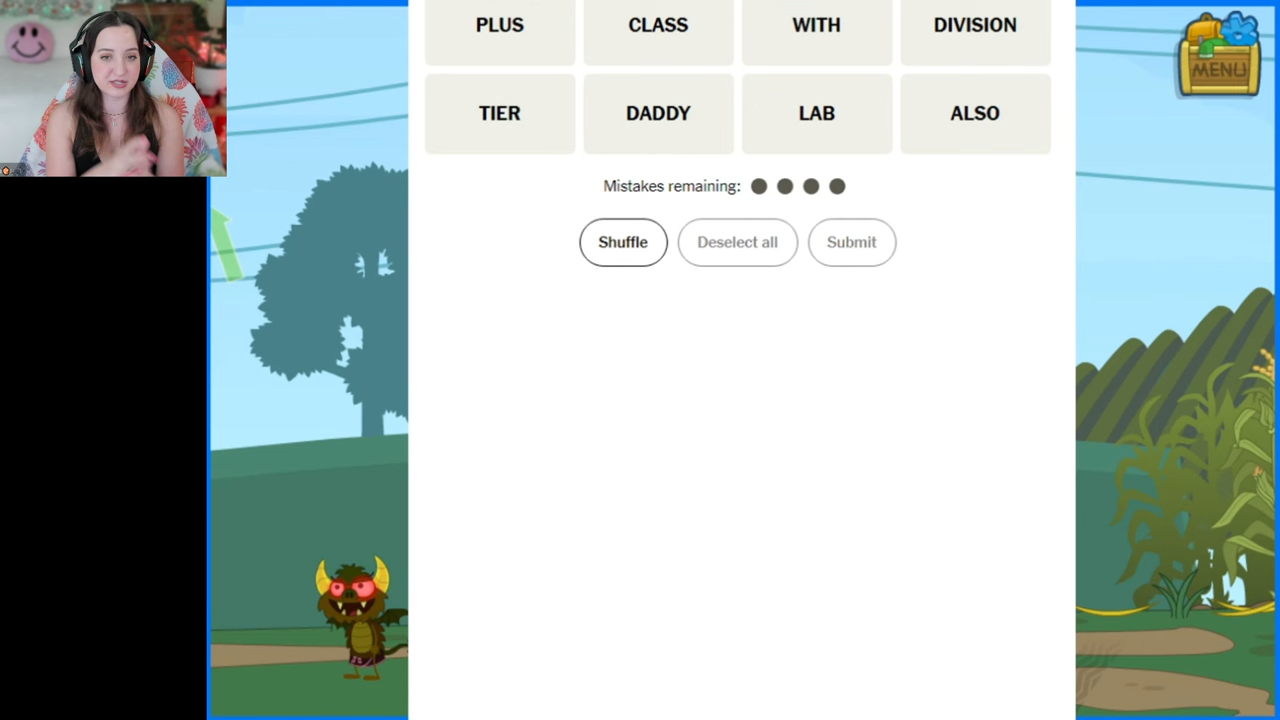 PLUS CLASS WITH DIVISION
MENU
TIER DADDY LAB ALSO
Mistakes remaining:
Shuffle Deselect all Submit